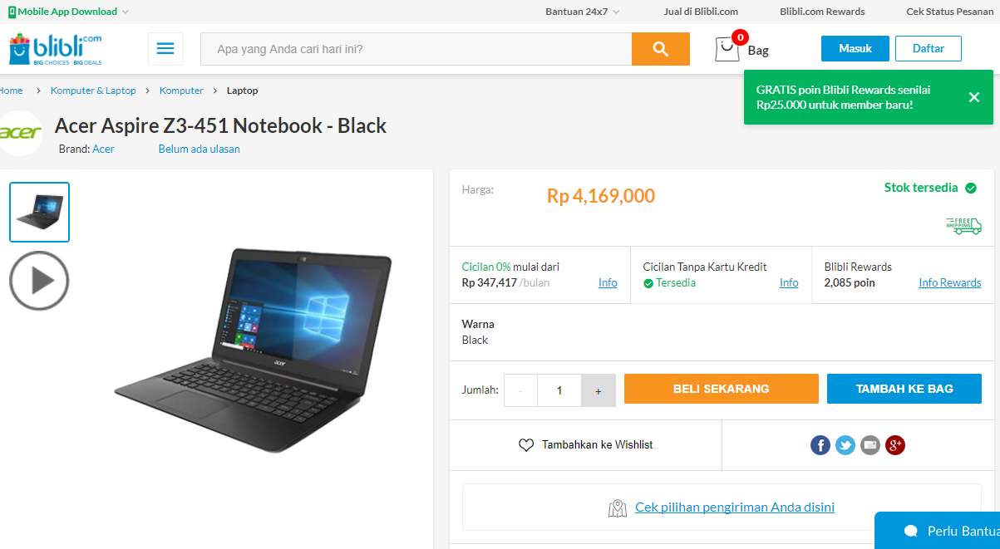 Mobile App Download
Bantuan 24x7
Jual di Blibli.com
Blibli.com Rewards
Cek Status Pesanan
blibli.com
BIG CHOICES. BIG DEALS
Apa yang Anda cari hari ini?
0
Bag
Masuk
Daftar
Home > Komputer & Laptop > Komputer > Laptop
GRATIS poin Blibli Rewards senilai
Rp25.000 untuk member baru!
acer
Acer Aspire Z3-451 Notebook - Black
Brand: Acer
Belum ada ulasan
Harga:
Rp 4,169,000
Stok tersedia
FREE
SHIPPING
Cicilan 0% mulai dari
Rp 347,417 /bulan
Info
Cicilan Tanpa Kartu Kredit
Tersedia
Info
Blibli Rewards
2,085 poin
Info Rewards
acer
Warna
Black
Jumlah:
-
1
+
BELI SEKARANG
TAMBAH KE BAG
Tambahkan ke Wishlist
f
g+
Cek pilihan pengiriman Anda disini
Perlu Bantua